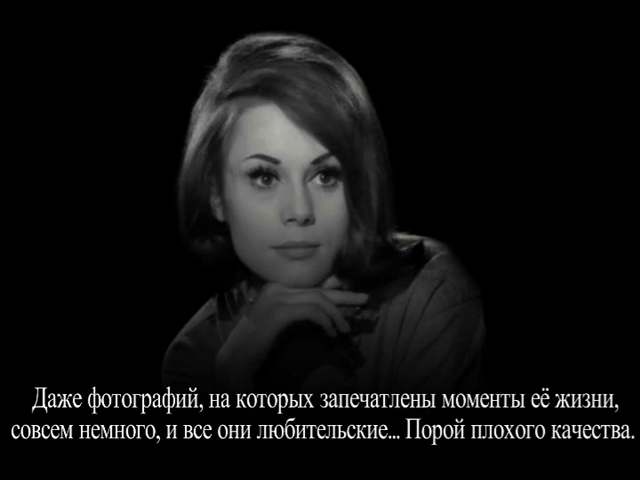 Даже фотографий, на которых запечатлены моменты её жизни,
совсем немного, и все они любительские... Порой плохого качества.